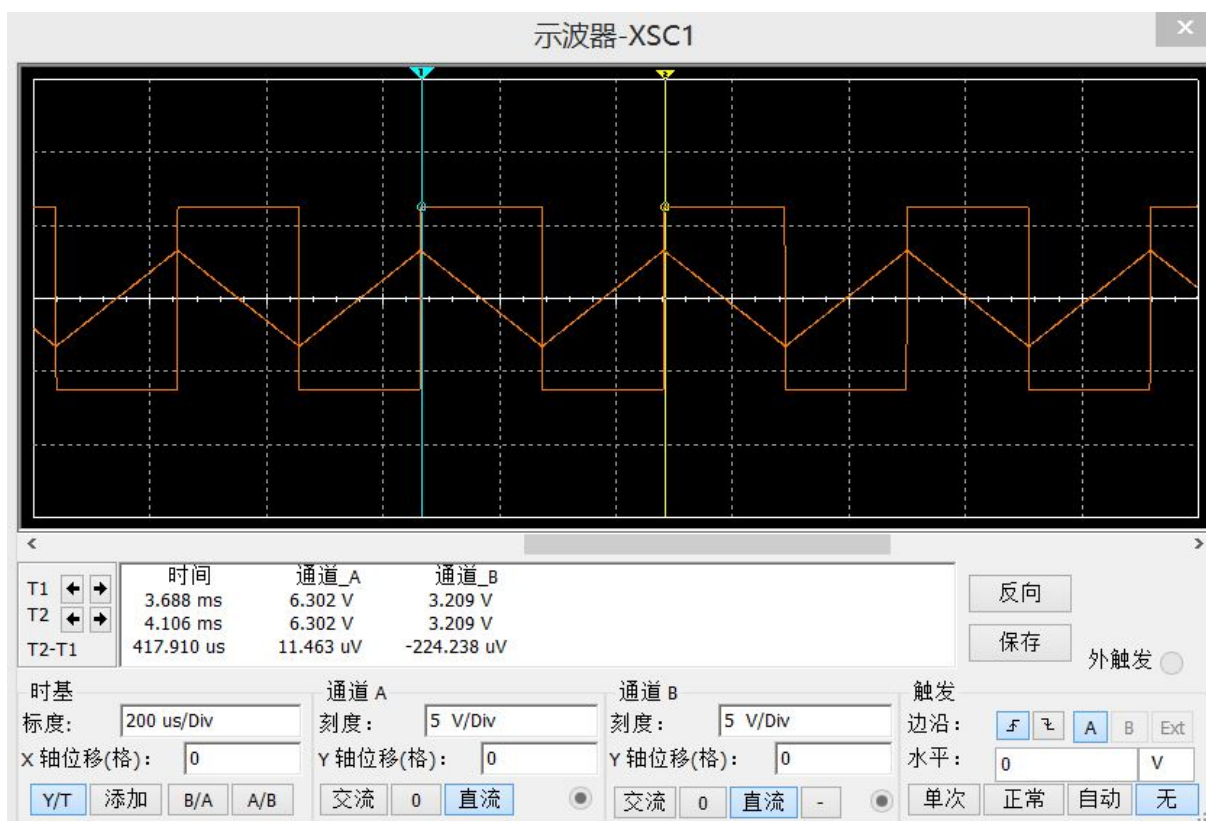 示波器-XSC1
1 2
时间 通道_A 通道_B
T1 3.688 ms 6.302 V 3.209 V
T2 4.106 ms 6.302 V 3.209 V
T2-T1 417.910 us 11.463 uV -224.238 uV
反向
保存
外触发
时基
标度: 200 us/Div
X 轴位移(格): 0
Y/T 添加 B/A A/B
通道 A
刻度: 5 V/Div
Y 轴位移(格): 0
交流 0 直流
通道 B
刻度: 5 V/Div
Y 轴位移(格): 0
交流 0 直流 -
触发
边沿: A B Ext
水平: 0 V
单次 正常 自动 无